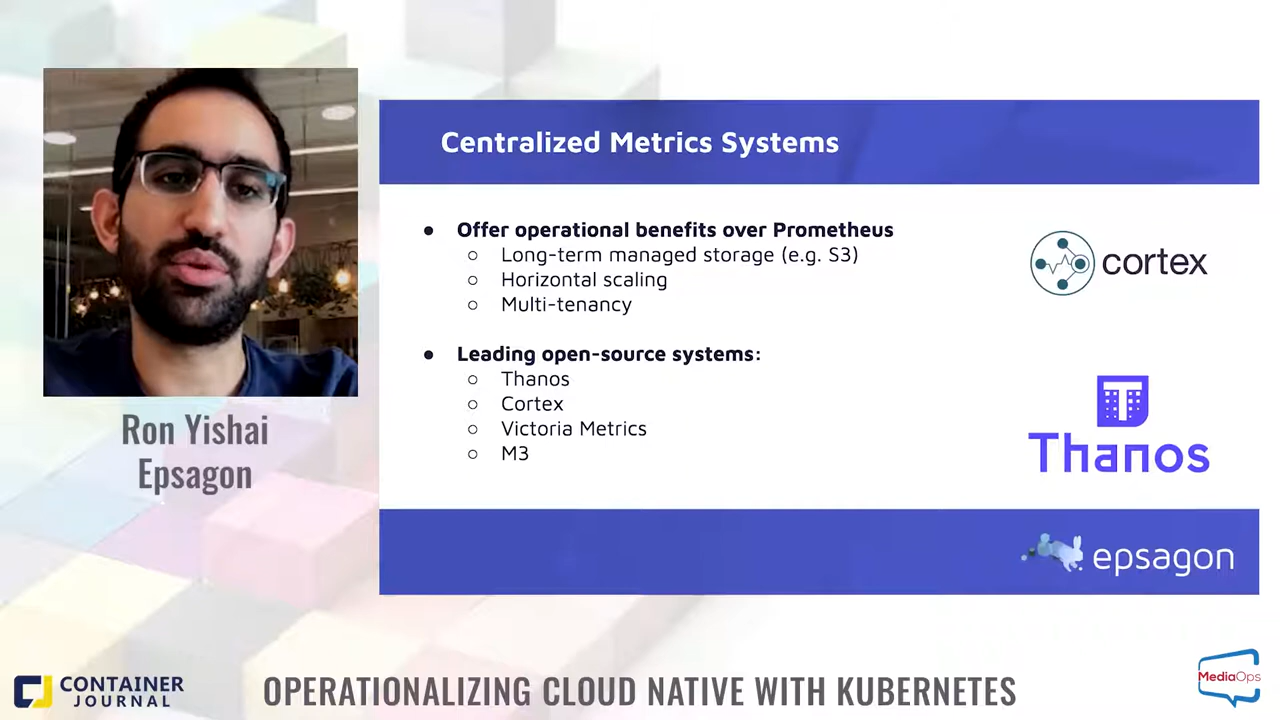 Centralized Metrics Systems
● Offer operational benefits over Prometheus
○ Long-term managed storage (e.g. S3)
○ Horizontal scaling
○ Multi-tenancy
● Leading open-source systems:
○ Thanos
○ Cortex
○ Victoria Metrics
○ M3
cortex
T
Thanos
epsagon
Ron Yishai
Epsagon
CONTAINER
JOURNAL
OPERATIONALIZING CLOUD NATIVE WITH KUBERNETES
MediaOps